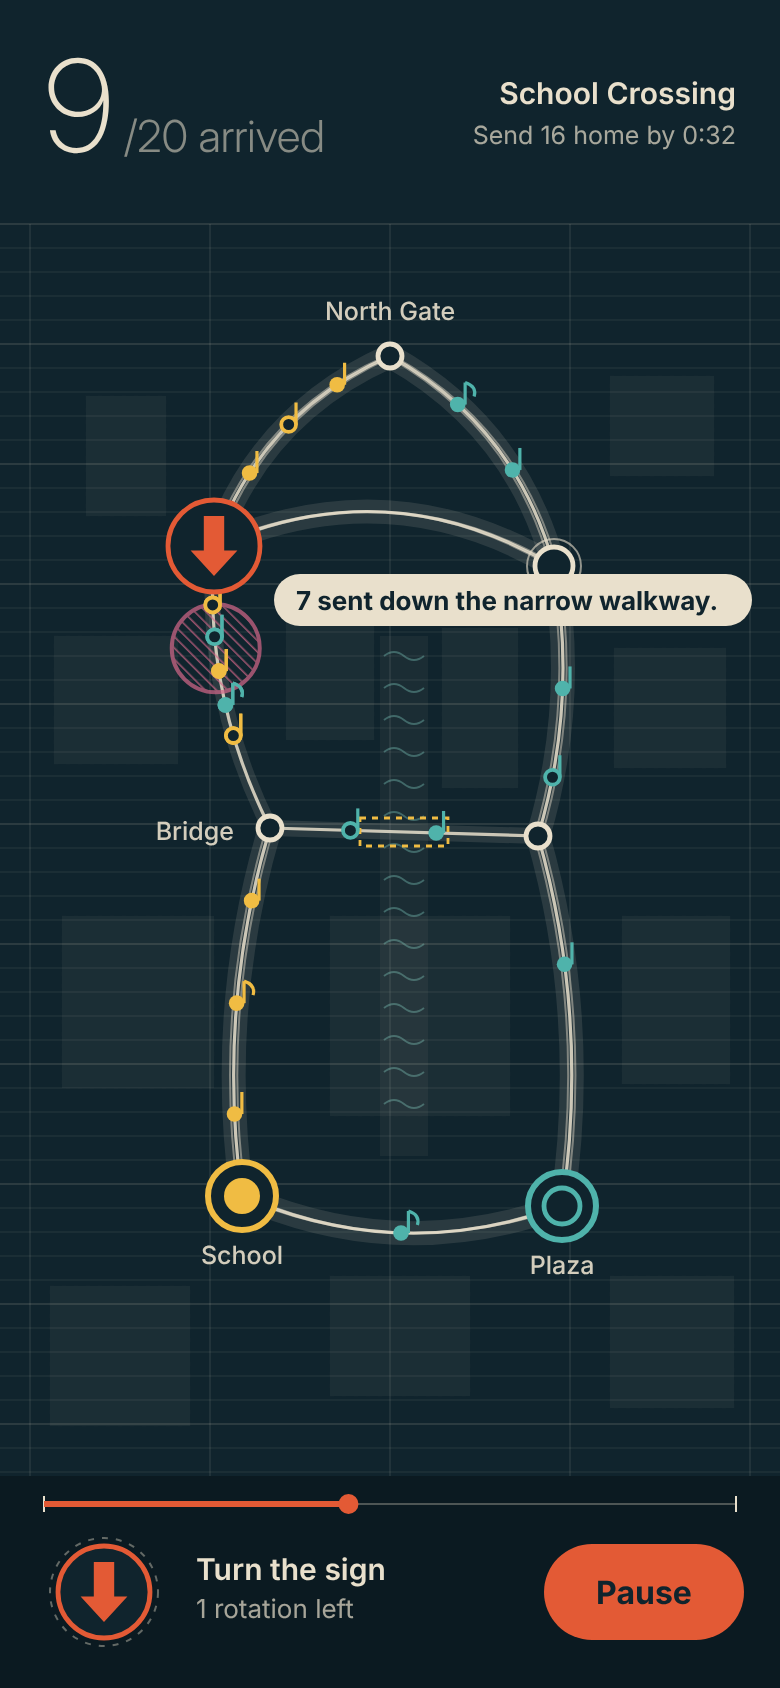 9 /20 arrived
School Crossing
Send 16 home by 0:32
North Gate
7 sent down the narrow walkway.
Bridge
School
Plaza
Turn the sign
1 rotation left
Pause